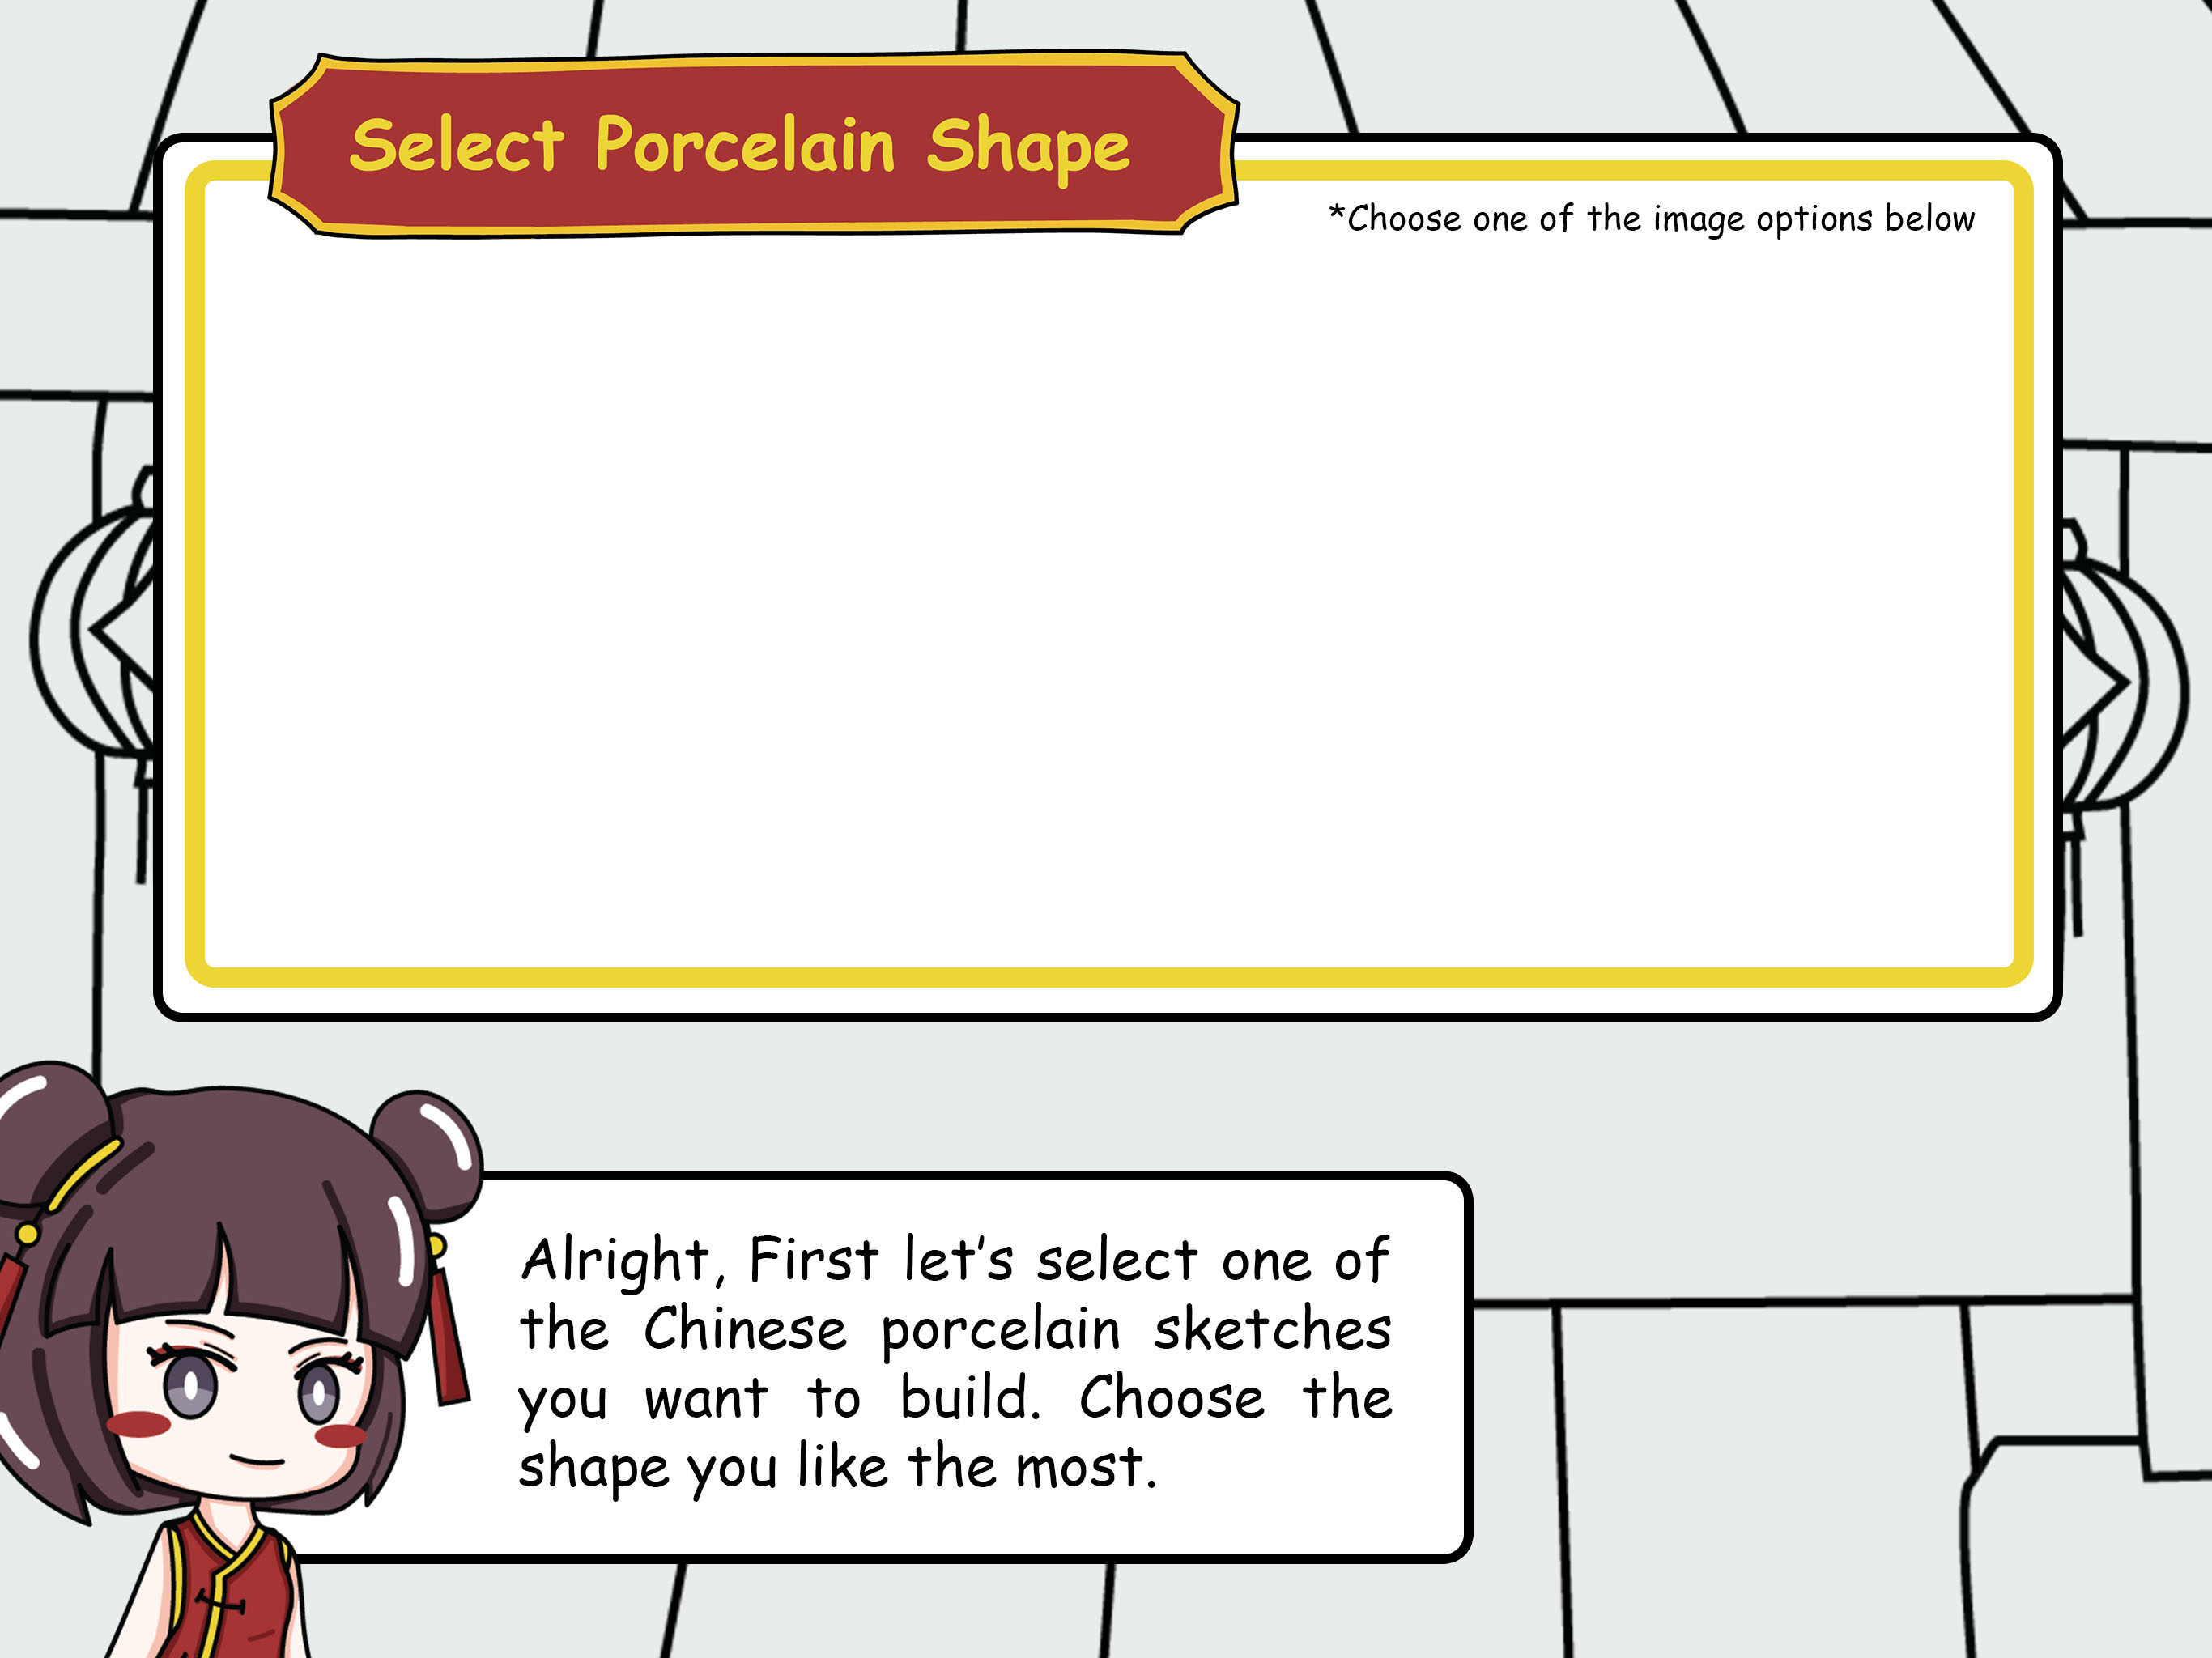 Select Porcelain Shape
*Choose one of the image options below
Alright, First let's select one of
the Chinese porcelain sketches
you want to build. Choose the
shape you like the most.